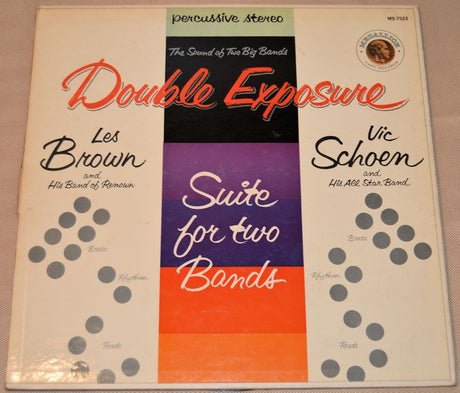 percussive stereo
MS-7523
MEDALLION
The Sound of Two Big Bands
Double Exposure
Les
Brown
and
His Band of Renown
Vic
Schoen
and
His All Star Band
Suite
for two
Bands
Brass
Rhythm
Reeds
Brass
Rhythm
Reeds